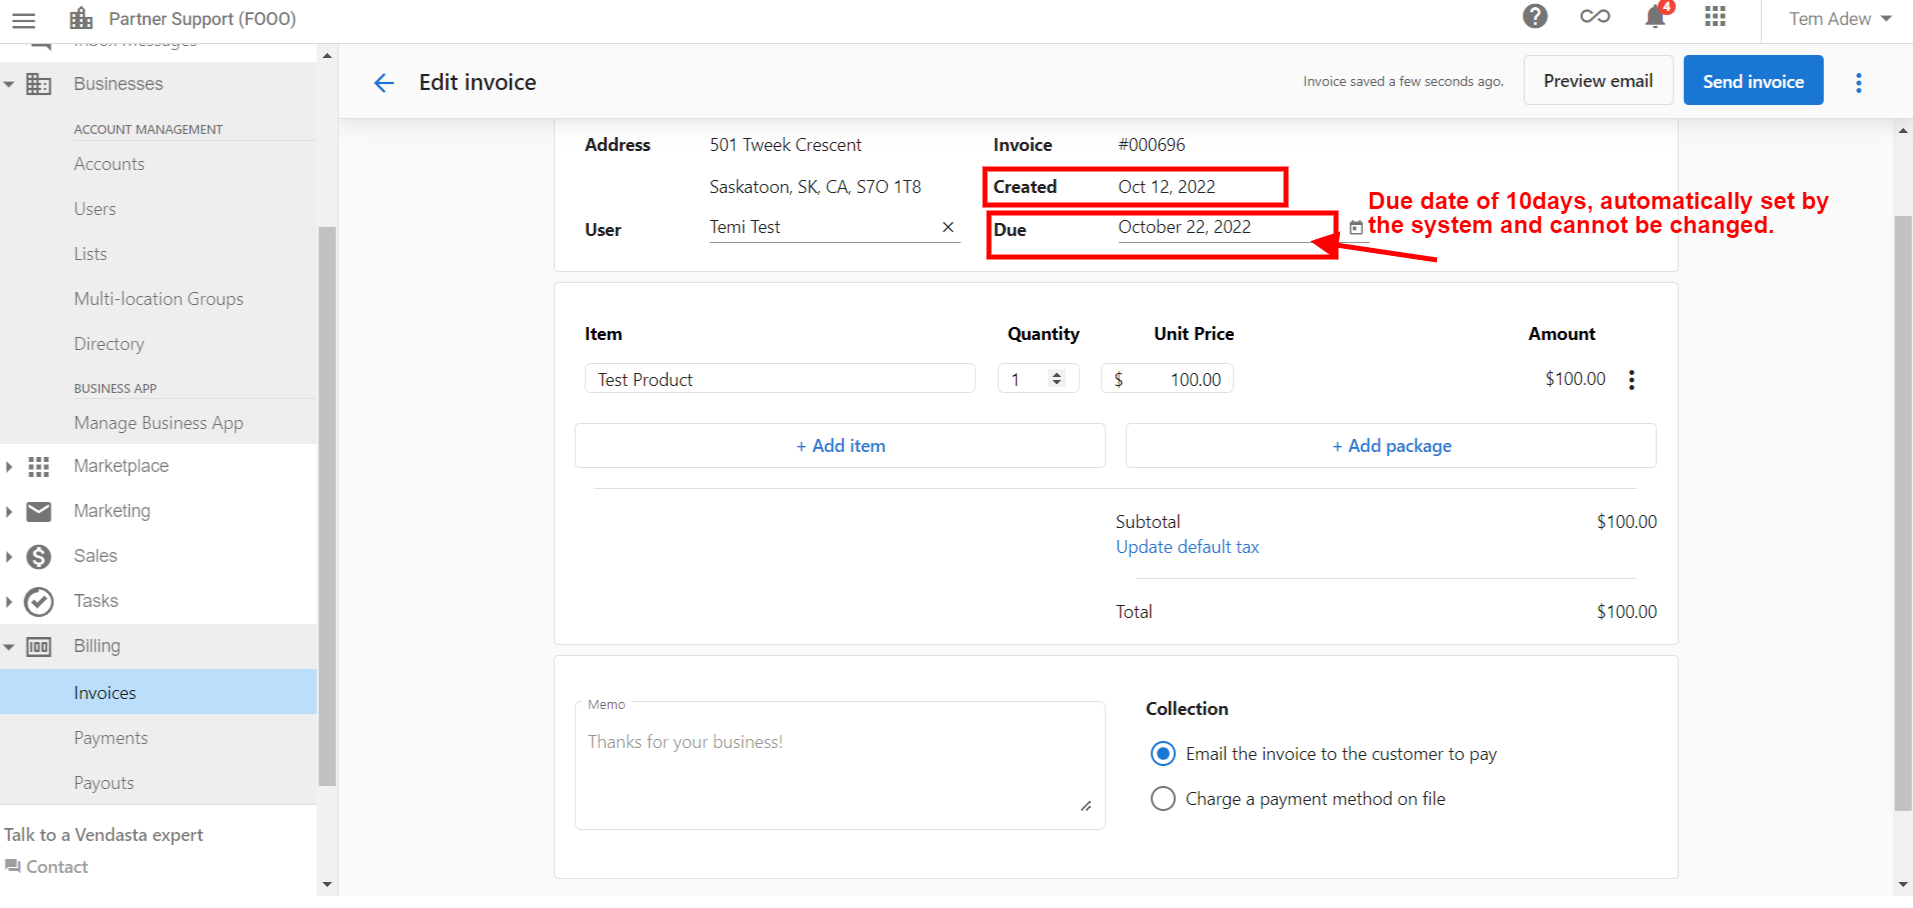 Partner Support (FOOO)
4
Tem Adew
Inbox Messages
Businesses
ACCOUNT MANAGEMENT
Accounts
Users
Lists
Multi-location Groups
Directory
BUSINESS APP
Manage Business App
Marketplace
Marketing
Sales
Tasks
Billing
Invoices
Payments
Payouts
Talk to a Vendasta expert
Contact
Edit invoice
Invoice saved a few seconds ago.
Preview email
Send invoice
Address
501 Tweek Crescent
Saskatoon, SK, CA, S7O 1T8
User
Temi Test
Invoice
#000696
Created
Oct 12, 2022
Due
October 22, 2022
Due date of 10days, automatically set by
the system and cannot be changed.
Item Quantity Unit Price Amount
Test Product 1 $ 100.00 $100.00
+ Add item
+ Add package
Subtotal $100.00
Update default tax
Total $100.00
Memo
Thanks for your business!
Collection
Email the invoice to the customer to pay
Charge a payment method on file